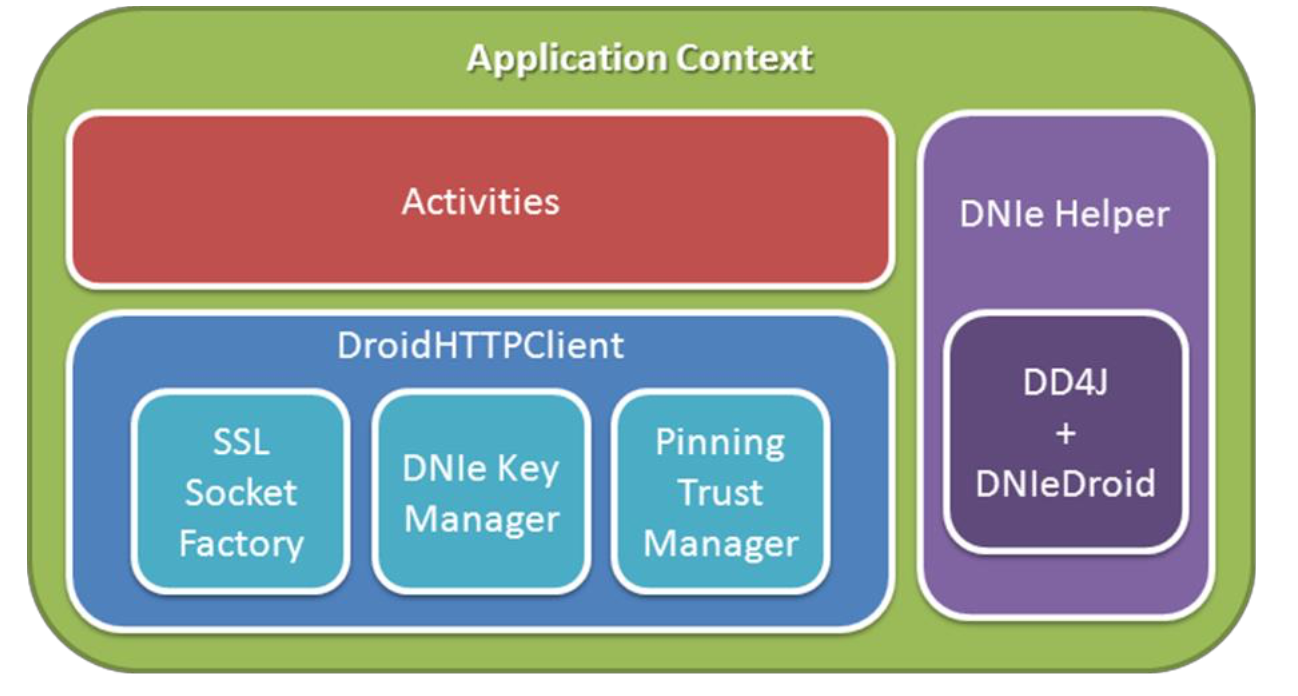 Application Context
Activities
DNIe Helper
DroidHTTPClient
SSL
Socket
Factory
DNIe Key
Manager
Pinning
Trust
Manager
DD4J
+
DNIeDroid